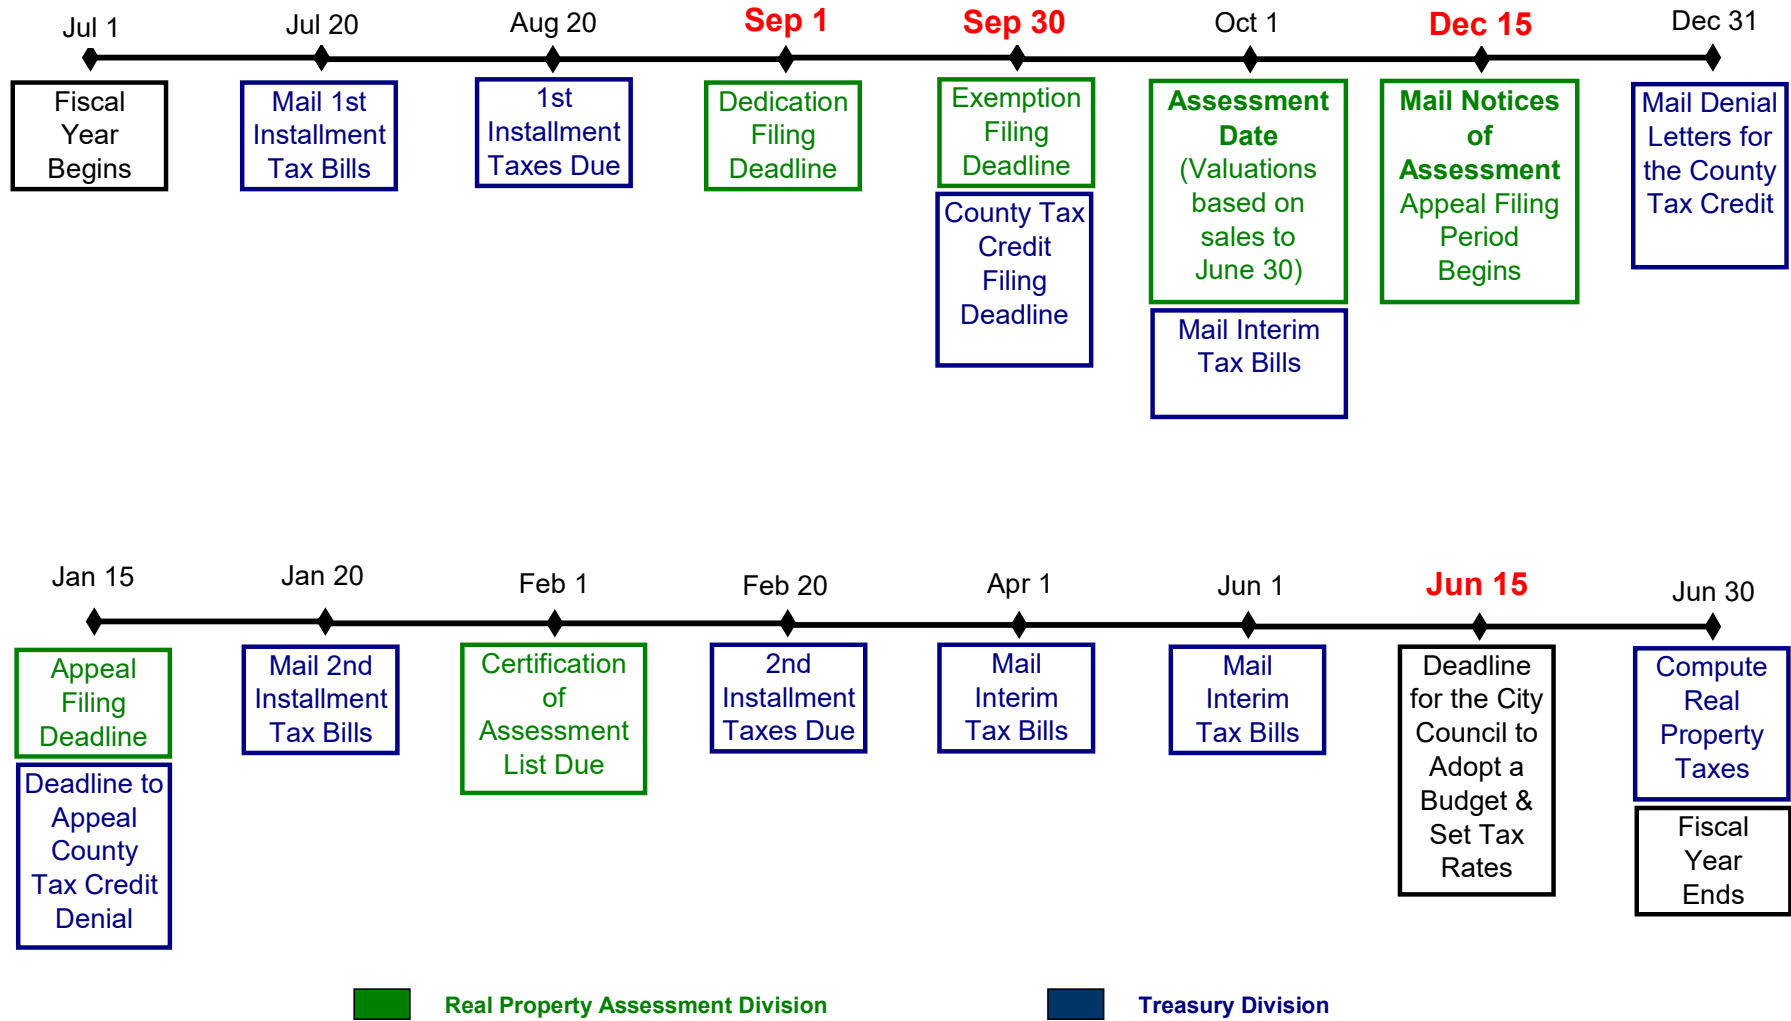 Jul 1
Jul 20
Aug 20
Sep 1
Sep 30
Oct 1
Dec 15
Dec 31
Fiscal
Year
Begins
Mail 1st
Installment
Tax Bills
1st
Installment
Taxes Due
Dedication
Filing
Deadline
Exemption
Filing
Deadline
County Tax
Credit
Filing
Deadline
Assessment
Date
(Valuations
based on
sales to
June 30)
Mail Interim
Tax Bills
Mail Notices
of
Assessment
Appeal Filing
Period
Begins
Mail Denial
Letters for
the County
Tax Credit
Jan 15
Jan 20
Feb 1
Feb 20
Apr 1
Jun 1
Jun 15
Jun 30
Appeal
Filing
Deadline
Deadline to
Appeal
County
Tax Credit
Denial
Mail 2nd
Installment
Tax Bills
Certification
of
Assessment
List Due
2nd
Installment
Taxes Due
Mail
Interim
Tax Bills
Mail
Interim
Tax Bills
Deadline
for the City
Council to
Adopt a
Budget &
Set Tax
Rates
Compute
Real
Property
Taxes
Fiscal
Year
Ends
Real Property Assessment Division
Treasury Division